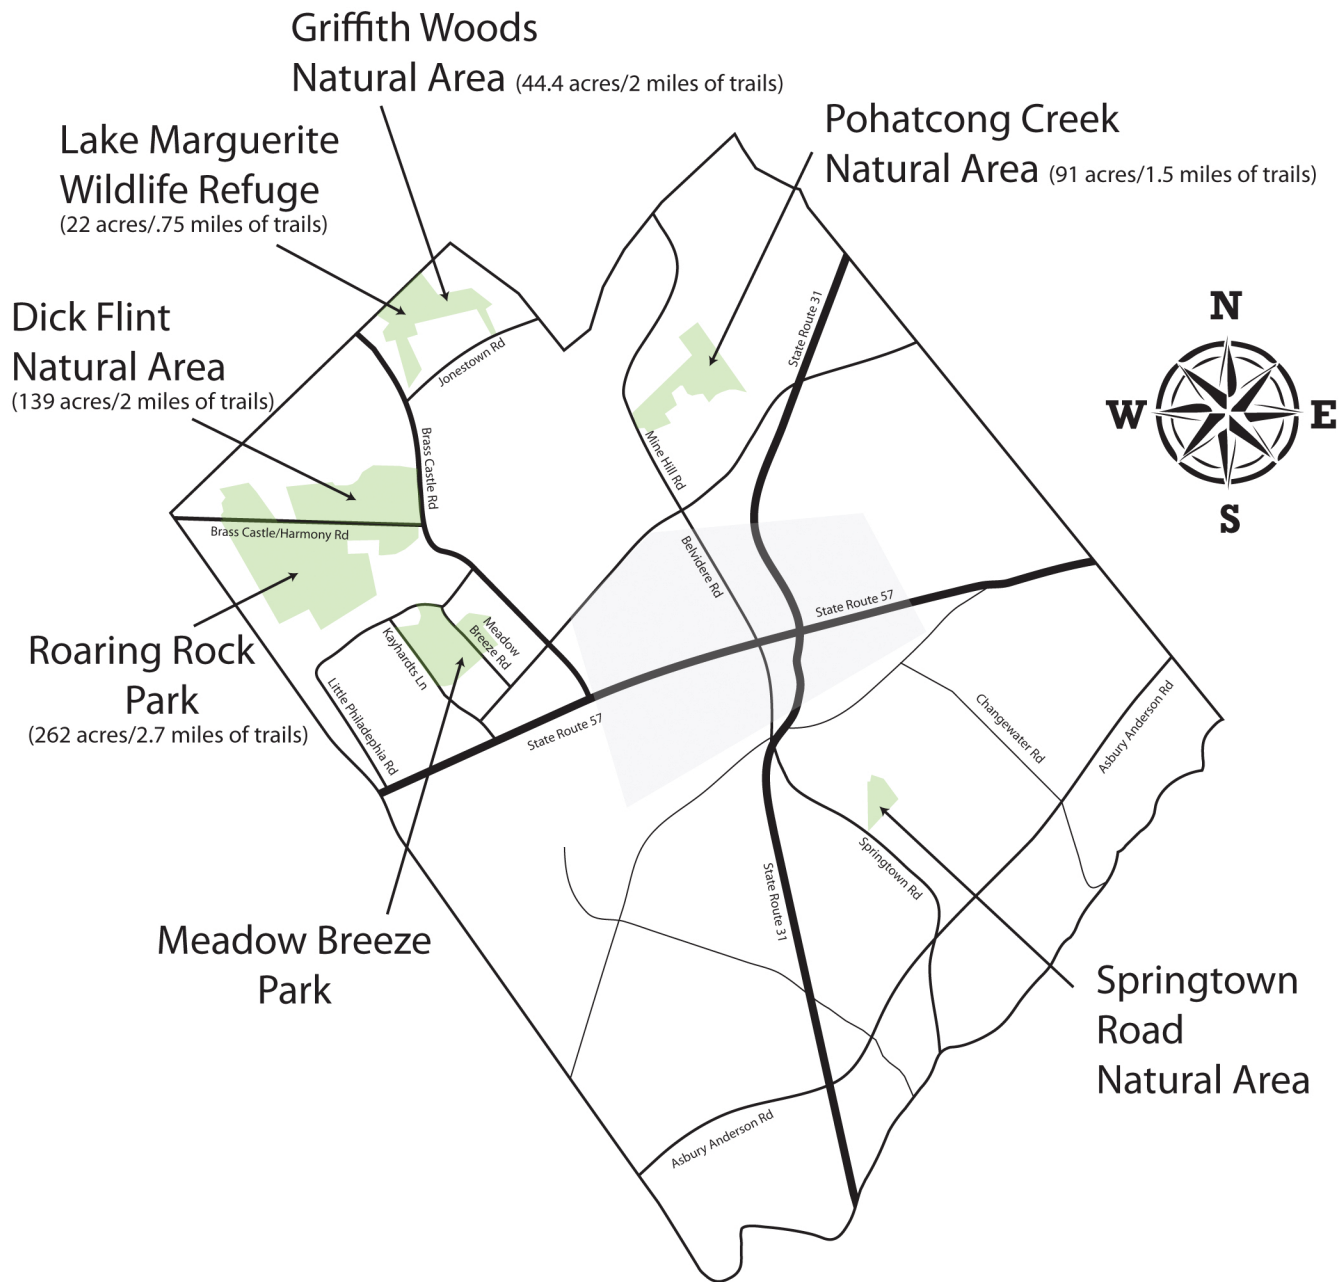 Griffith Woods
Natural Area (44.4 acres/2 miles of trails)
Lake Marguerite
Wildlife Refuge
(22 acres/.75 miles of trails)
Pohatcong Creek
Natural Area (91 acres/1.5 miles of trails)
Dick Flint
Natural Area
(139 acres/2 miles of trails)
N
W
E
S
State Route 31
Jonestown Rd
Brass Castle Rd
Mine Hill Rd
Brass Castle/Harmony Rd
Belvidere Rd
State Route 57
Roaring Rock
Park
(262 acres/2.7 miles of trails)
Meadow
Breeze Rd
Kayhardts Ln
Little Philadephia Rd
State Route 57
Changewater Rd
Asbury Anderson Rd
Springtown Rd
State Route 31
Meadow Breeze
Park
Springtown
Road
Natural Area
Asbury Anderson Rd